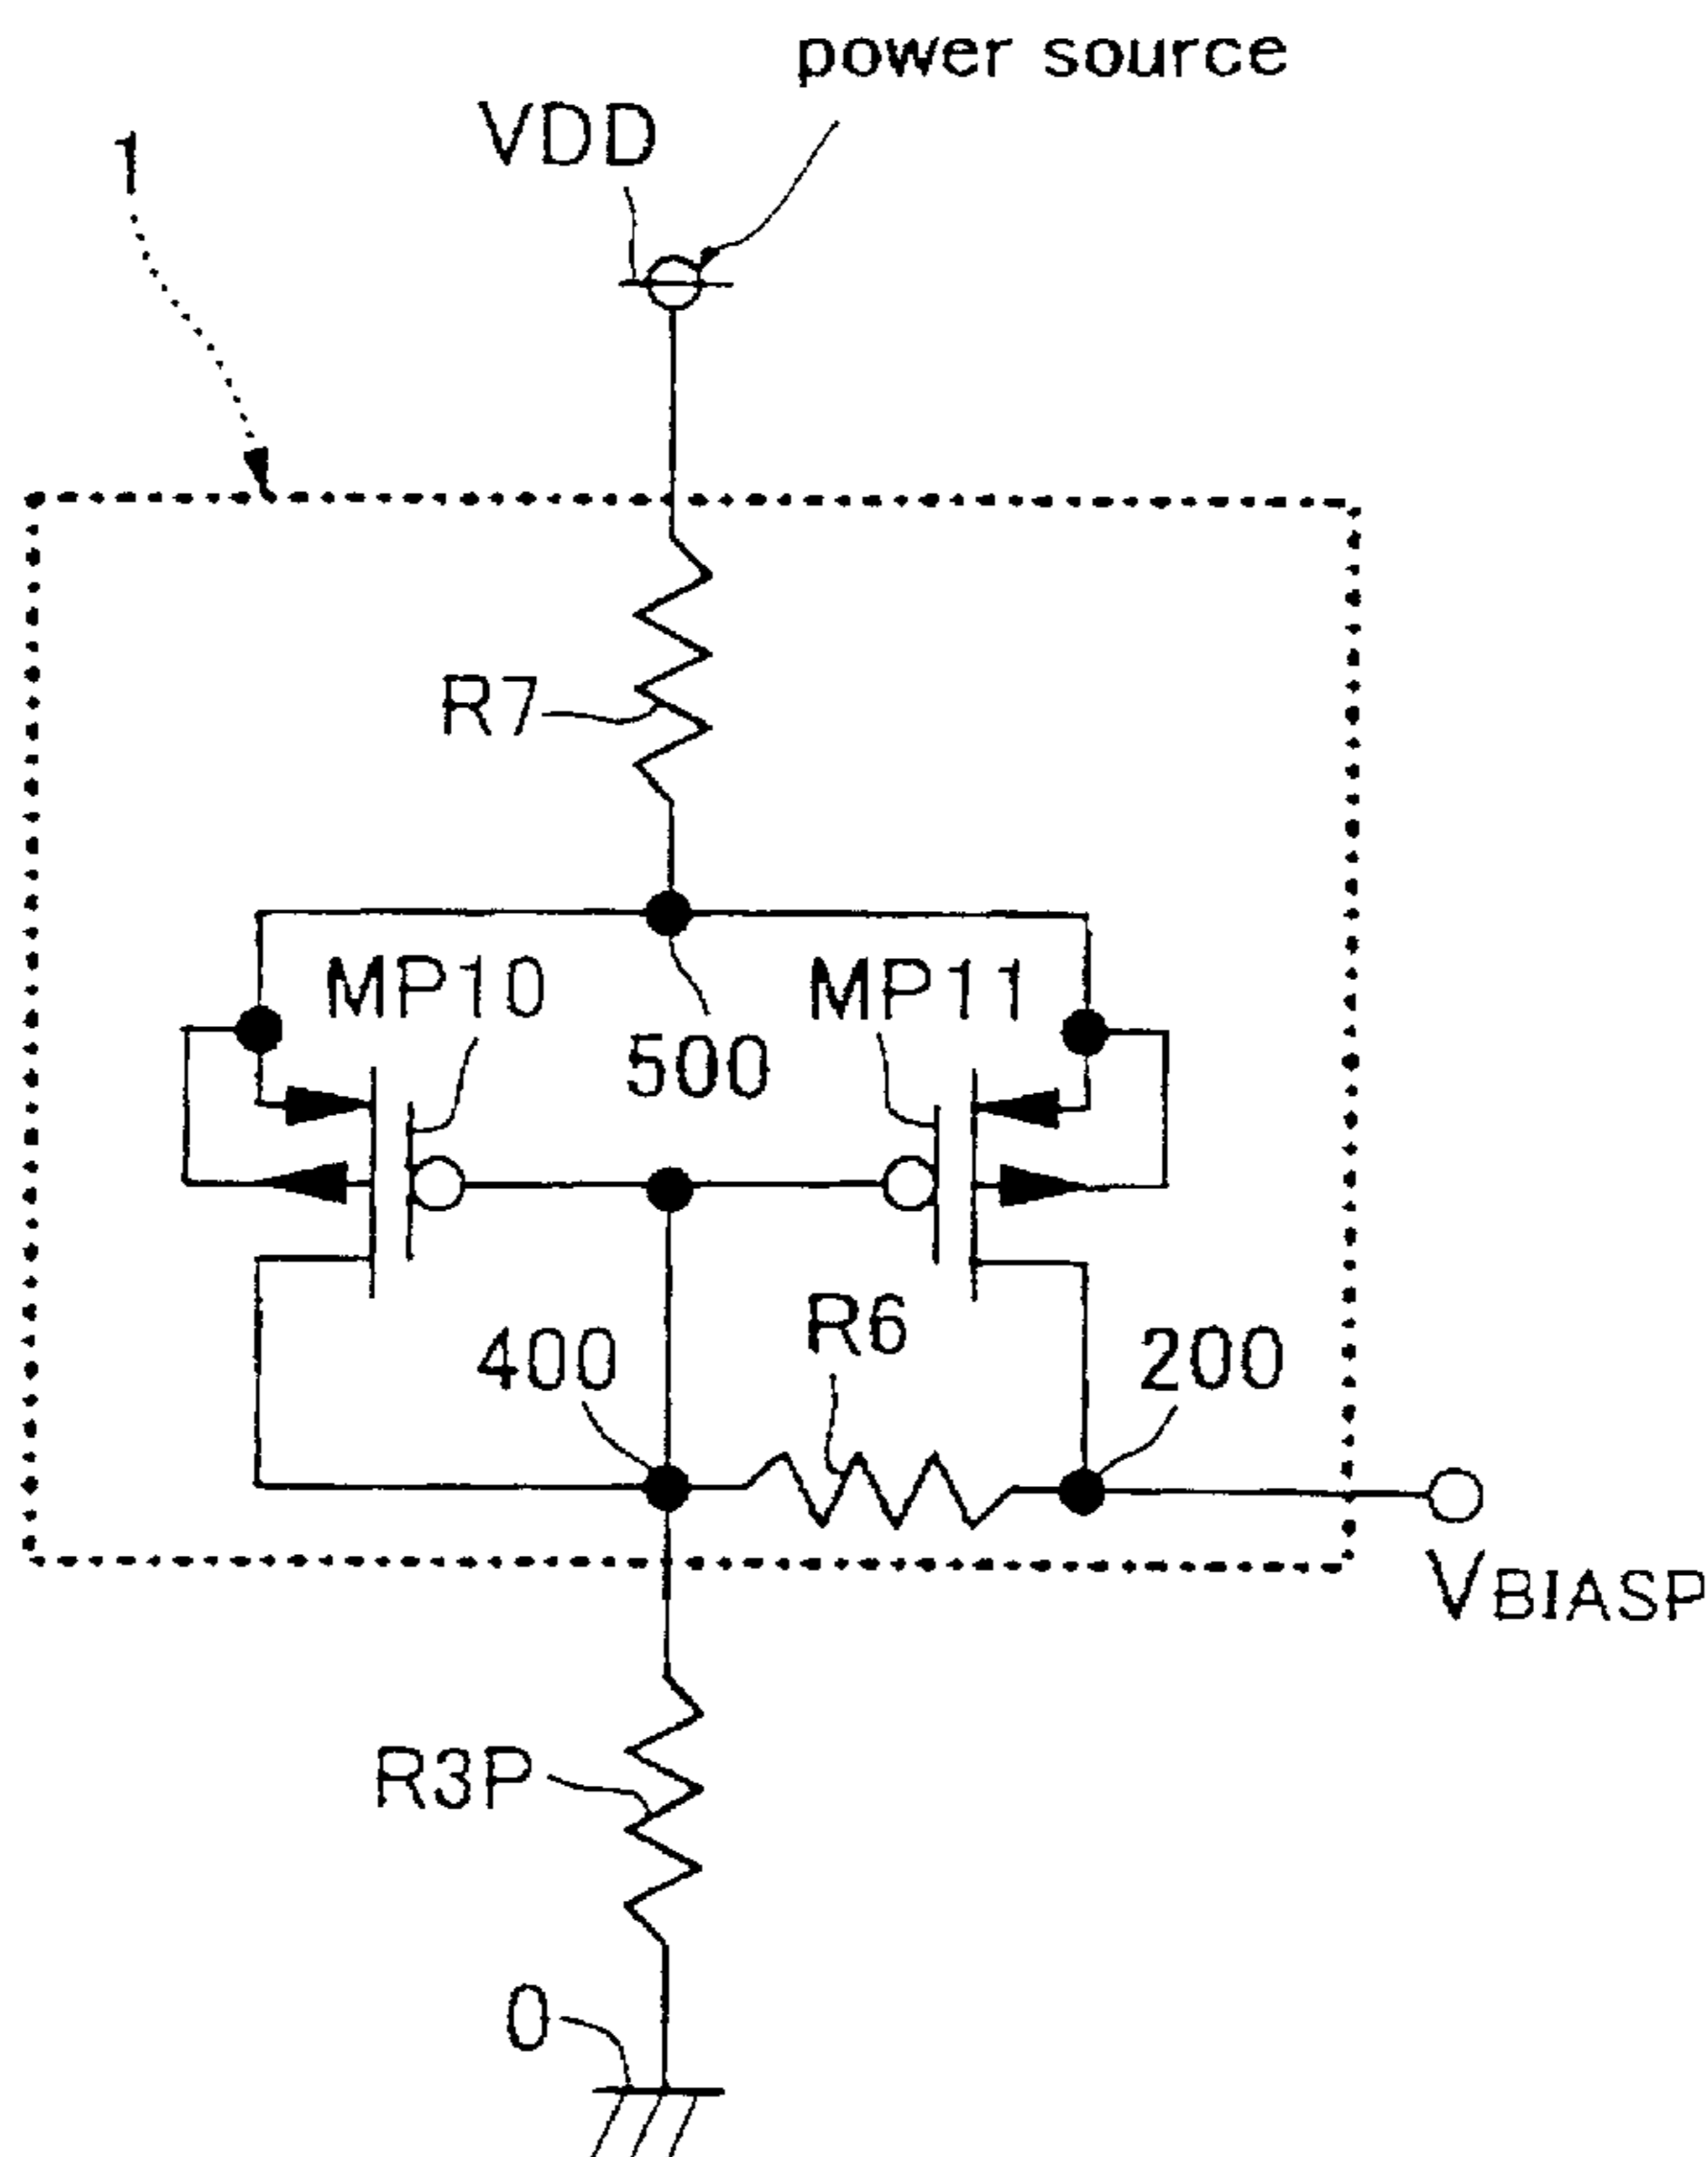 power source
VDD
1
R7
MP10
MP11
500
R6
400
200
VBIASP
R3P
0